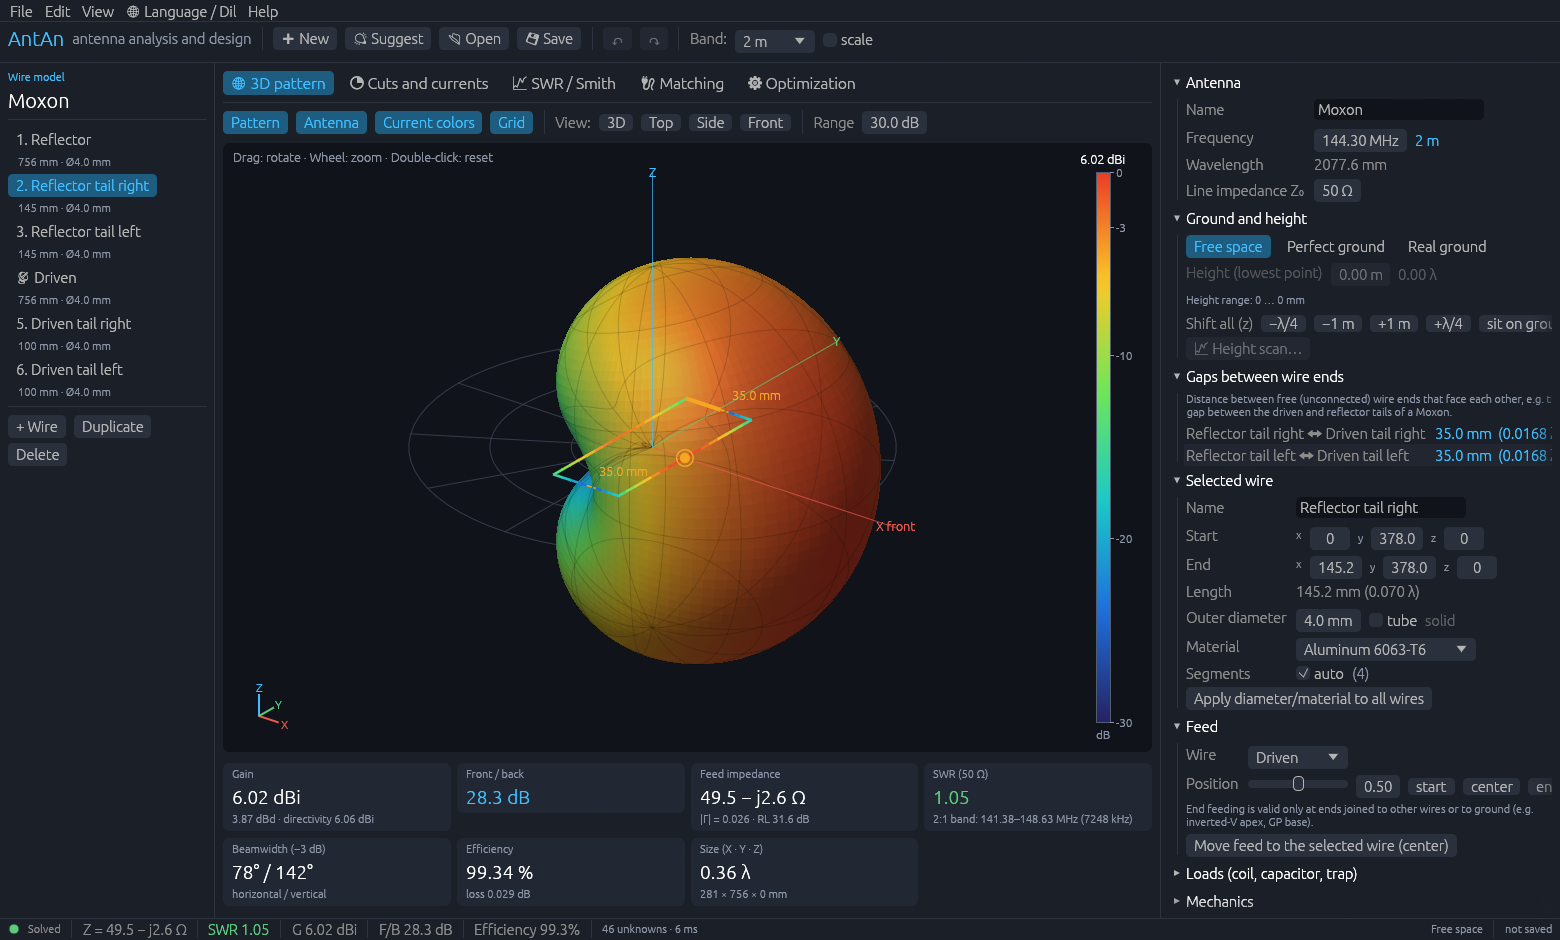 File Edit View Language / Dil Help
AntAn antenna analysis and design + New Suggest Open Save Band: 2 m scale
Wire model
Moxon
1. Reflector
756 mm · Ø4.0 mm
2. Reflector tail right
145 mm · Ø4.0 mm
3. Reflector tail left
145 mm · Ø4.0 mm
Driven
756 mm · Ø4.0 mm
5. Driven tail right
100 mm · Ø4.0 mm
6. Driven tail left
100 mm · Ø4.0 mm
+ Wire Duplicate
Delete
3D pattern Cuts and currents SWR / Smith Matching Optimization
Pattern Antenna Current colors Grid View: 3D Top Side Front Range 30.0 dB
Drag: rotate · Wheel: zoom · Double-click: reset
6.02 dBi
0
-3
-10
-20
-30
dB
Z
Y
35.0 mm
35.0 mm
X front
Z
Y
X
Gain
6.02 dBi
3.87 dBd · directivity 6.06 dBi
Front / back
28.3 dB
Feed impedance
49.5 – j2.6 Ω
|Γ| = 0.026 · RL 31.6 dB
SWR (50 Ω)
1.05
2:1 band: 141.38–148.63 MHz (7248 kHz)
Beamwidth (−3 dB)
78° / 142°
horizontal / vertical
Efficiency
99.34 %
loss 0.029 dB
Size (X · Y · Z)
0.36 λ
281 × 756 × 0 mm
Antenna
Name Moxon
Frequency 144.30 MHz 2 m
Wavelength 2077.6 mm
Line impedance Z₀ 50 Ω
Ground and height
Free space Perfect ground Real ground
Height (lowest point) 0.00 m 0.00 λ
Height range: 0 … 0 mm
Shift all (z) −λ/4 −1 m +1 m +λ/4 sit on grou
Height scan…
Gaps between wire ends
Distance between free (unconnected) wire ends that face each other, e.g. t
gap between the driven and reflector tails of a Moxon.
Reflector tail right ⬌ Driven tail right 35.0 mm (0.0168
Reflector tail left ⬌ Driven tail left 35.0 mm (0.0168
Selected wire
Name Reflector tail right
Start x 0 y 378.0 z 0
End x 145.2 y 378.0 z 0
Length 145.2 mm (0.070 λ)
Outer diameter 4.0 mm tube solid
Material Aluminum 6063-T6
Segments auto (4)
Apply diameter/material to all wires
Feed
Wire Driven
Position 0.50 start center en
End feeding is valid only at ends joined to other wires or to ground (e.g.
inverted-V apex, GP base).
Move feed to the selected wire (center)
Loads (coil, capacitor, trap)
Mechanics
Solved Z = 49.5 – j2.6 Ω SWR 1.05 G 6.02 dBi F/B 28.3 dB Efficiency 99.3% 46 unknowns · 6 ms Free space not saved